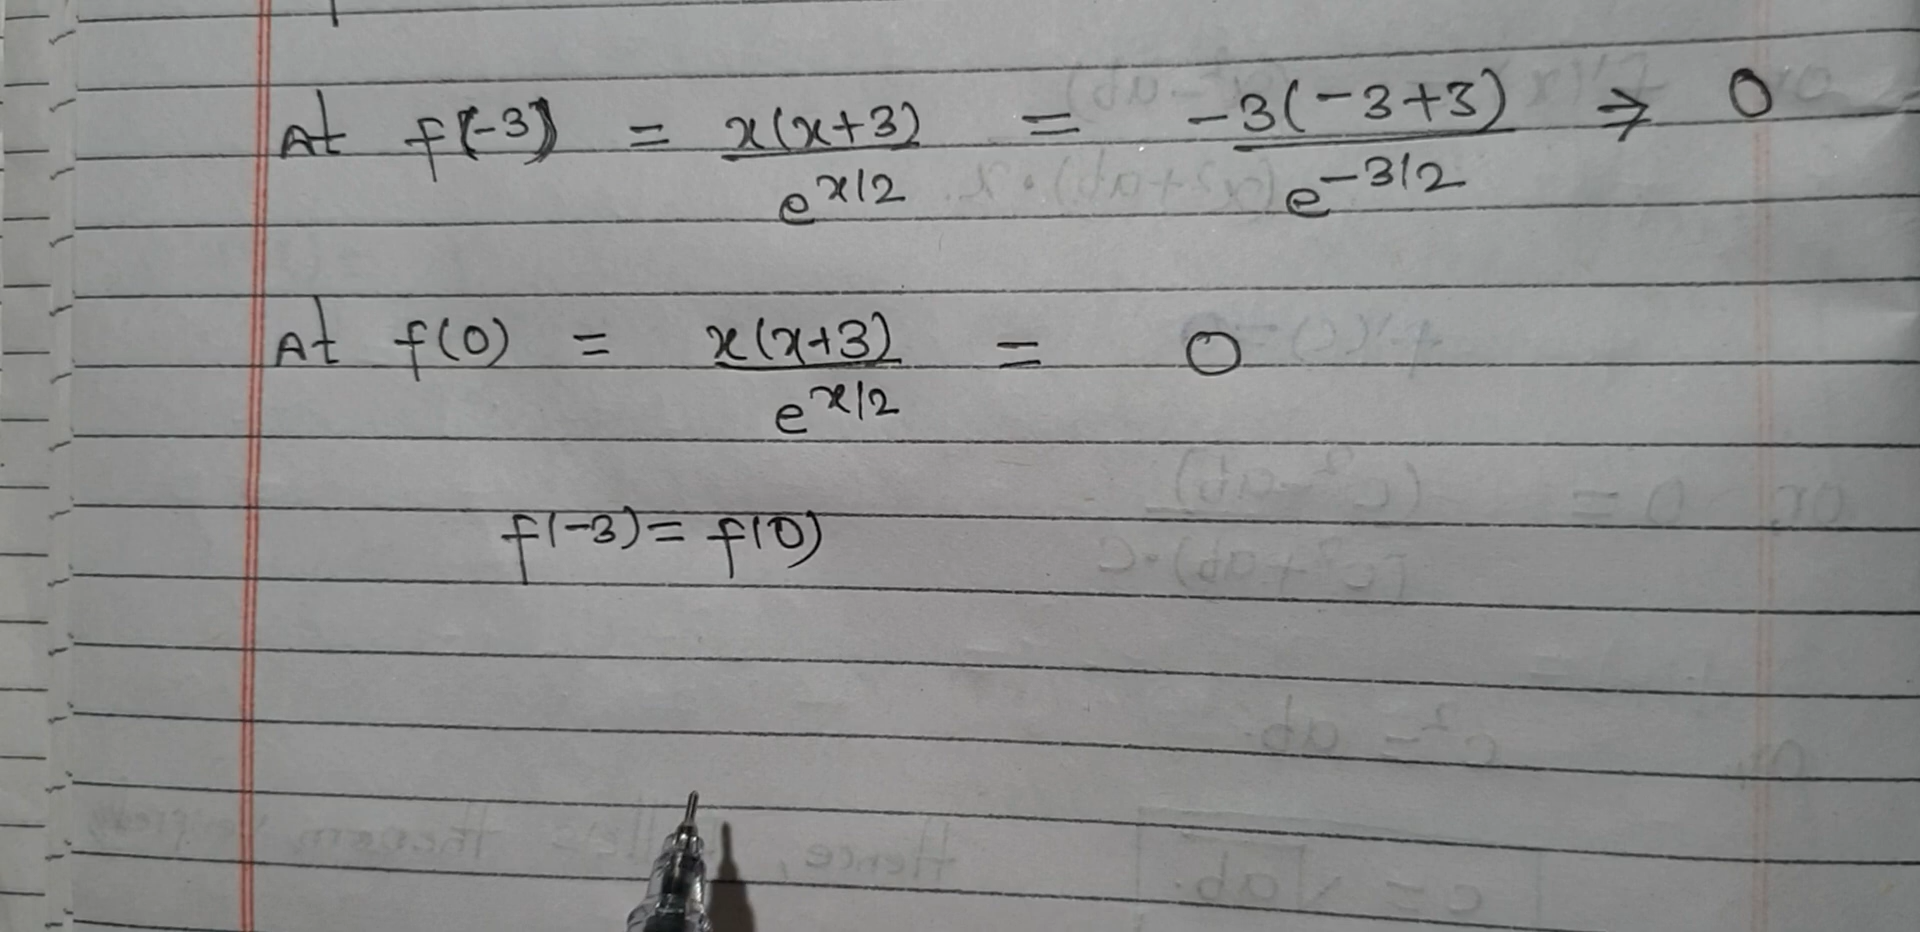 At f(-3) = x(x+3)/e^x/2 = -3(-3+3)/e^-3/2 ⇒ 0
At f(0) = x(x+3)/e^x/2 = 0
f(-3) = f(0)